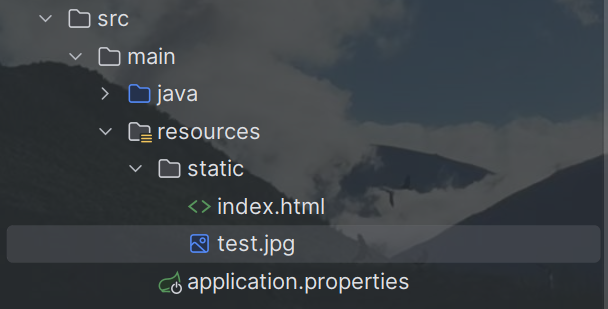 src
main
java
resources
static
index.html
test.jpg
application.properties